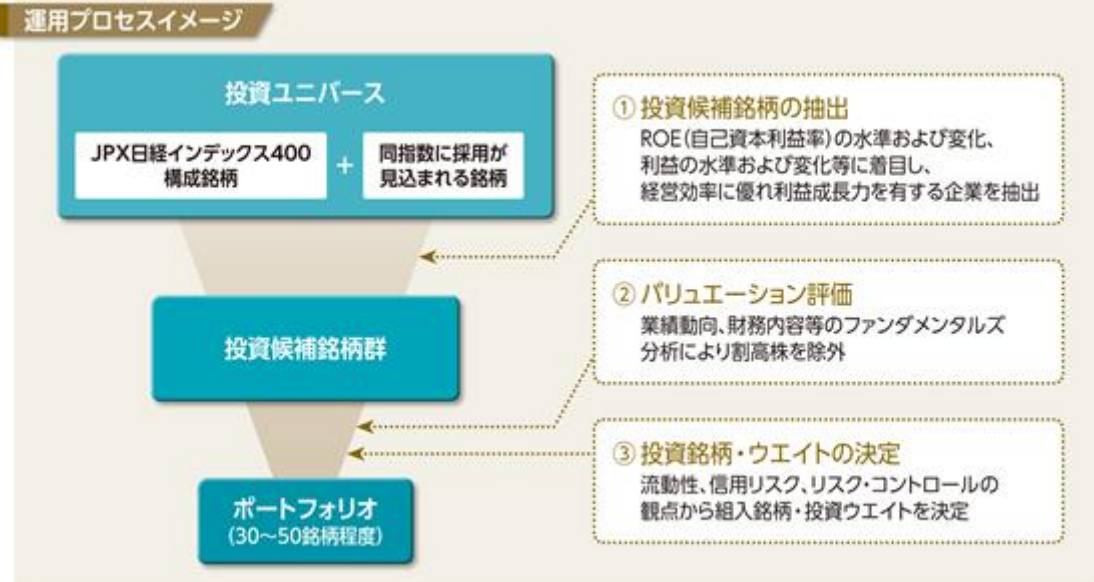 運用プロセスイメージ
投資ユニバース
JPX日経インデックス400
構成銘柄
+
同指数に採用が
見込まれる銘柄
① 投資候補銘柄の抽出
ROE(自己資本利益率)の水準および変化、
利益の水準および変化等に着目し、
経営効率に優れ利益成長力を有する企業を抽出
投資候補銘柄群
② バリュエーション評価
業績動向、財務内容等のファンダメンタルズ
分析により割高株を除外
③ 投資銘柄・ウエイトの決定
流動性、信用リスク、リスク・コントロールの
観点から組入銘柄・投資ウエイトを決定
ポートフォリオ
(30〜50銘柄程度)